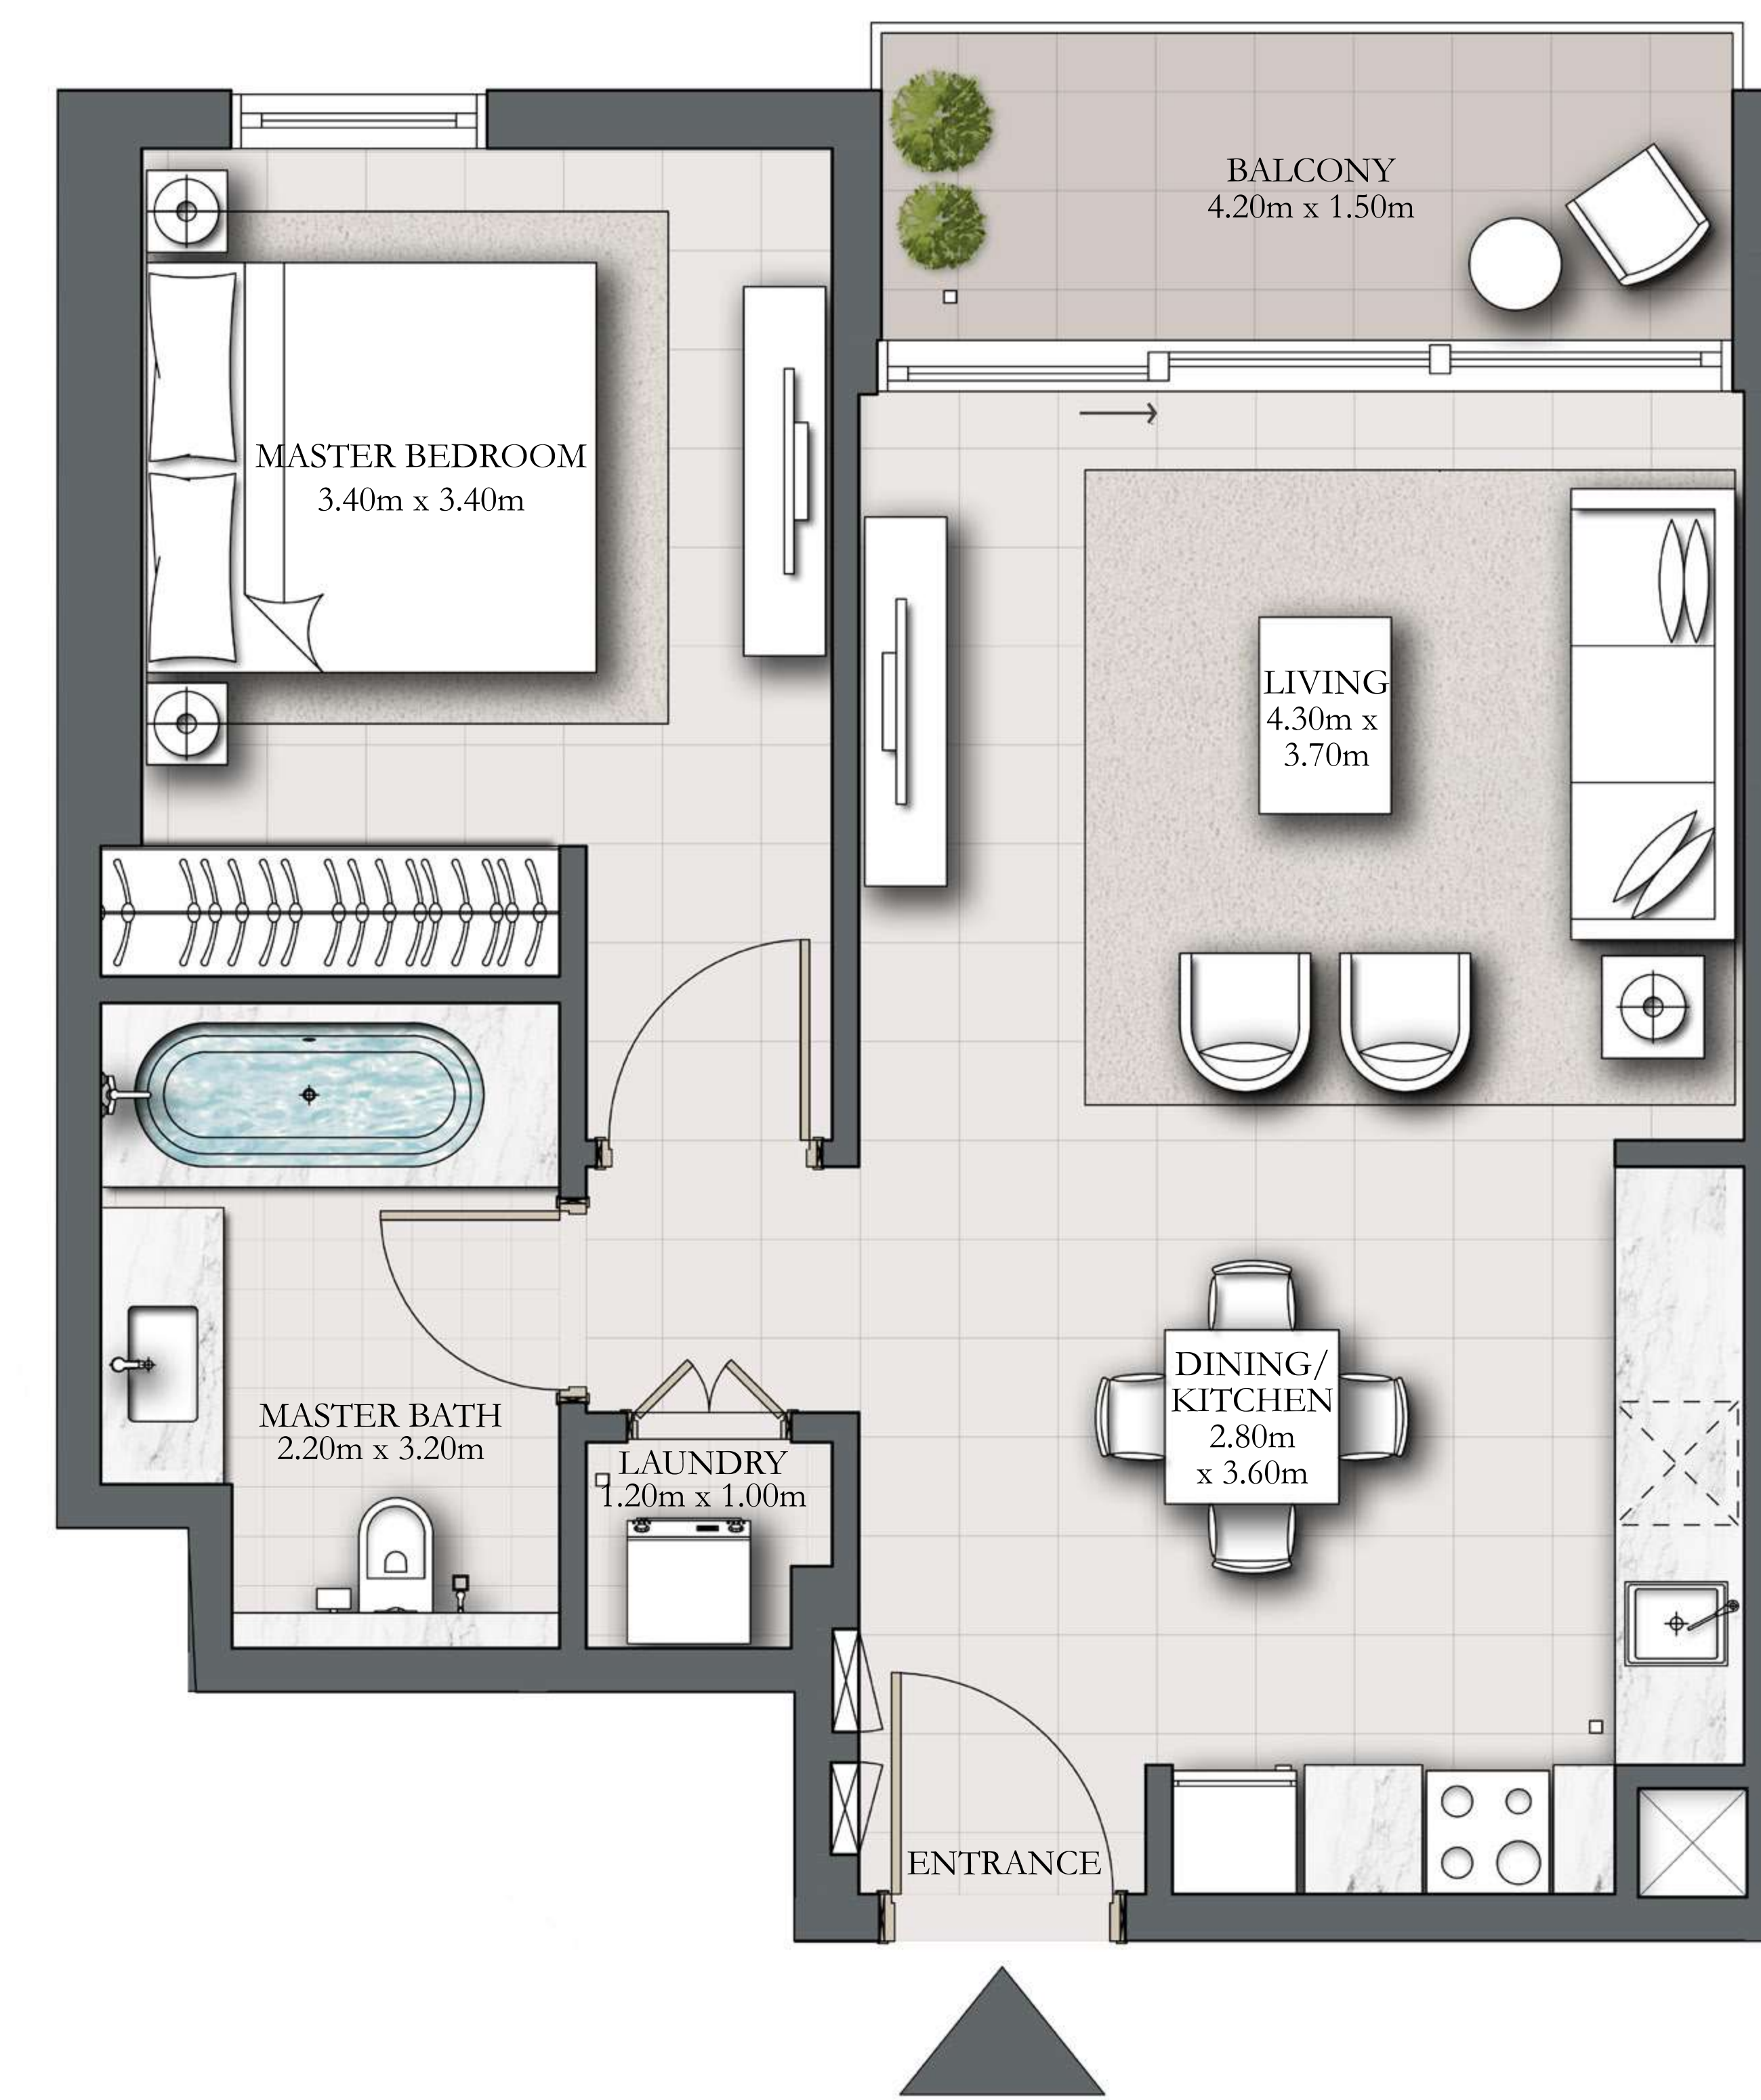 BALCONY
4.20m x 1.50m
MASTER BEDROOM
3.40m x 3.40m
LIVING
4.30m x
3.70m
DINING/
KITCHEN
2.80m
x 3.60m
MASTER BATH
2.20m x 3.20m
LAUNDRY
1.20m x 1.00m
ENTRANCE